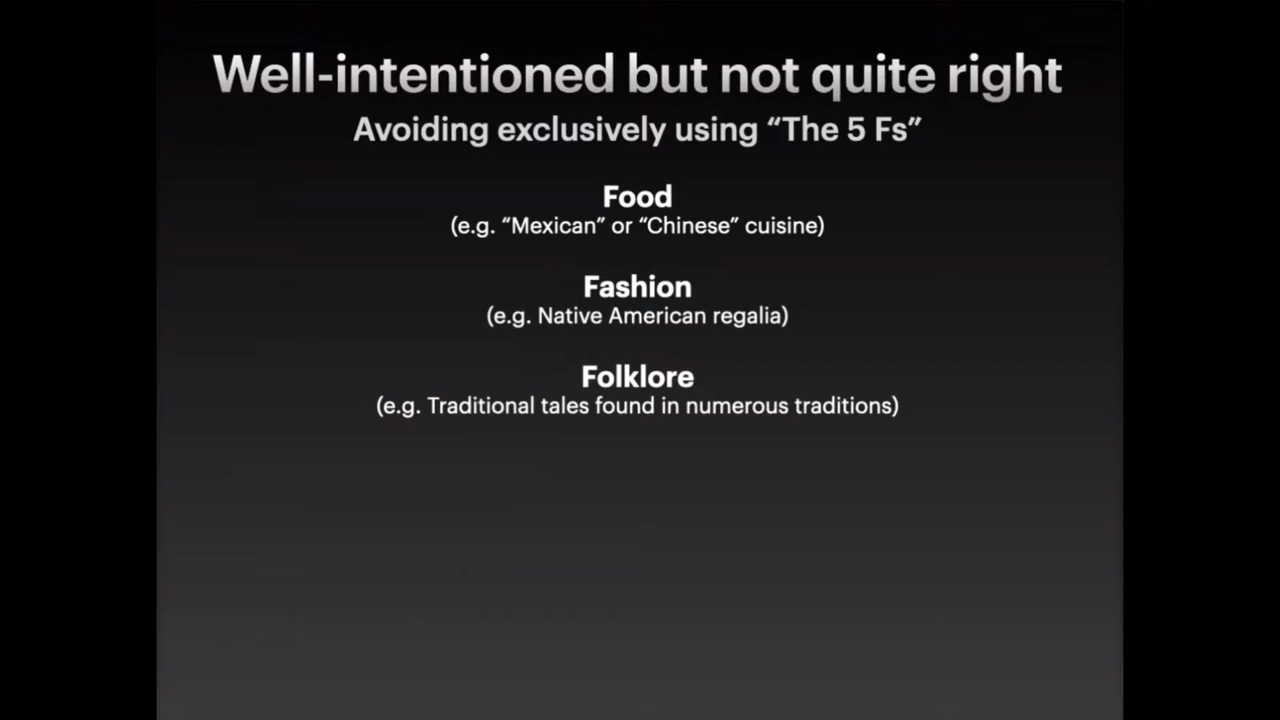 Well-intentioned but not quite right
Avoiding exclusively using “The 5 Fs”
Food
(e.g. “Mexican” or “Chinese” cuisine)
Fashion
(e.g. Native American regalia)
Folklore
(e.g. Traditional tales found in numerous traditions)